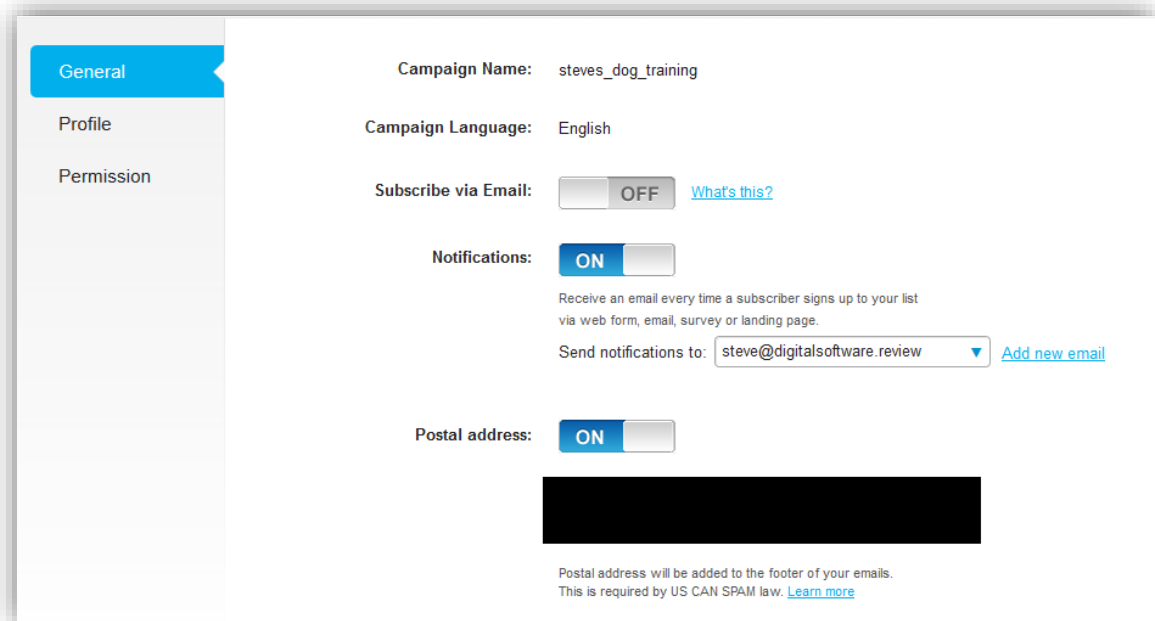 General
Profile
Permission
Campaign Name: steves_dog_training
Campaign Language: English
Subscribe via Email: OFF What's this?
Notifications: ON
Receive an email every time a subscriber signs up to your list
via web form, email, survey or landing page.
Send notifications to: steve@digitalsoftware.review Add new email
Postal address: ON
Postal address will be added to the footer of your emails.
This is required by US CAN SPAM law. Learn more